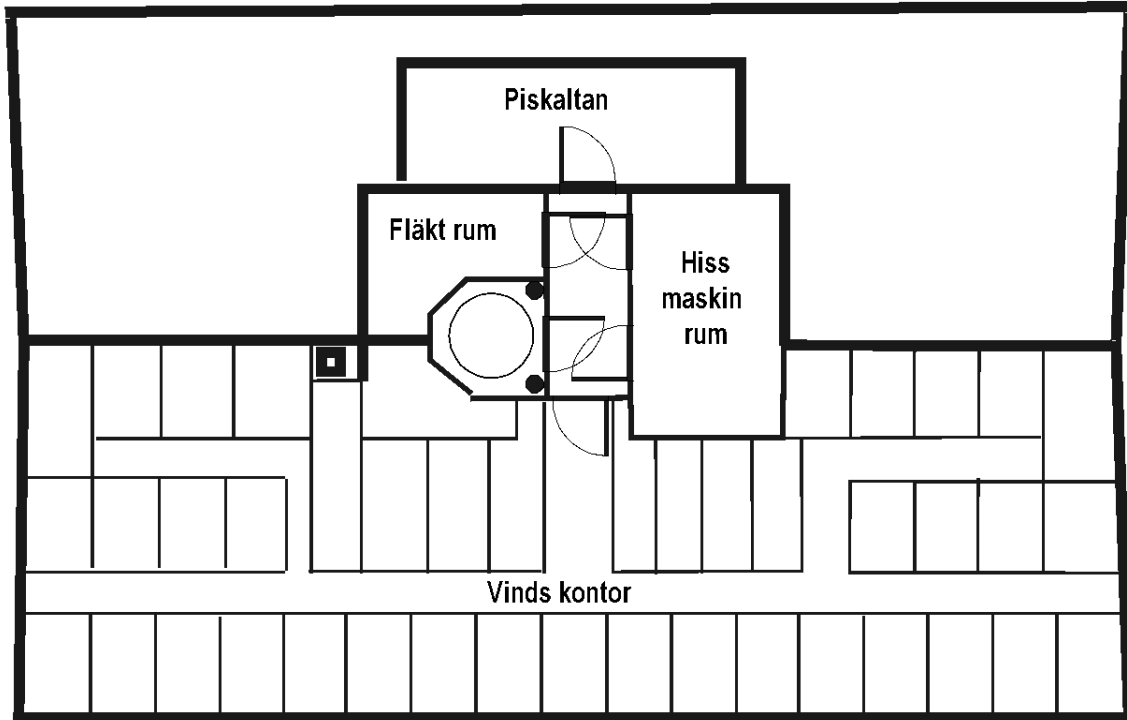 Piskaltan
Fläkt rum
Hiss
maskin
rum
Vinds kontor